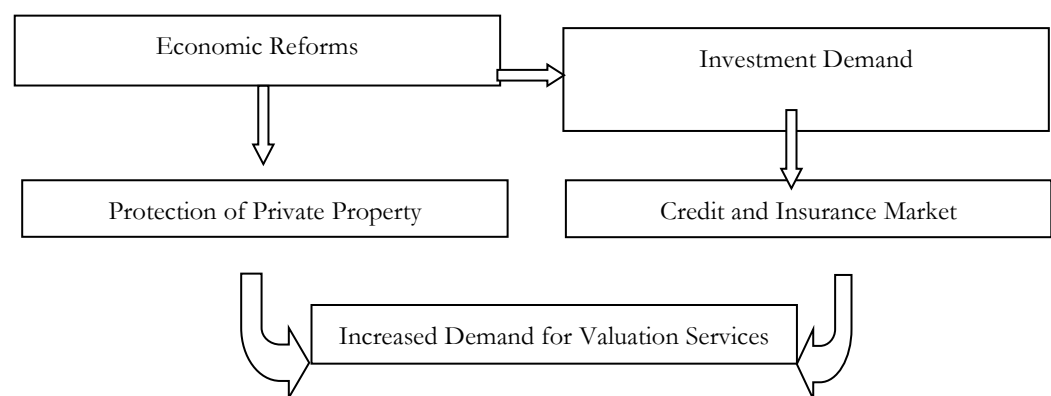 Economic Reforms
Investment Demand
Protection of Private Property
Credit and Insurance Market
Increased Demand for Valuation Services